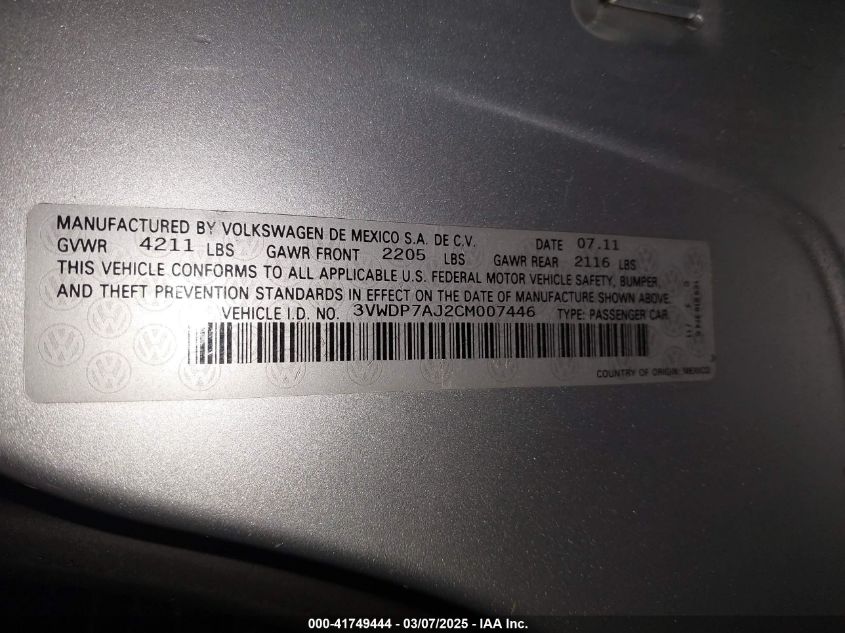 MANUFACTURED BY VOLKSWAGEN DE MEXICO S.A. DE C.V. DATE 07.11
GVWR 4211 LBS GAWR FRONT 2205 LBS GAWR REAR 2116 LBS
THIS VEHICLE CONFORMS TO ALL APPLICABLE U.S. FEDERAL MOTOR VEHICLE SAFETY, BUMPER,
AND THEFT PREVENTION STANDARDS IN EFFECT ON THE DATE OF MANUFACTURE SHOWN ABOVE.
VEHICLE I.D. NO. 3VWDP7AJ2CM007446 TYPE: PASSENGER CAR
COUNTRY OF ORIGIN: MEXICO
000-41749444 - 03/07/2025 - IAA Inc.